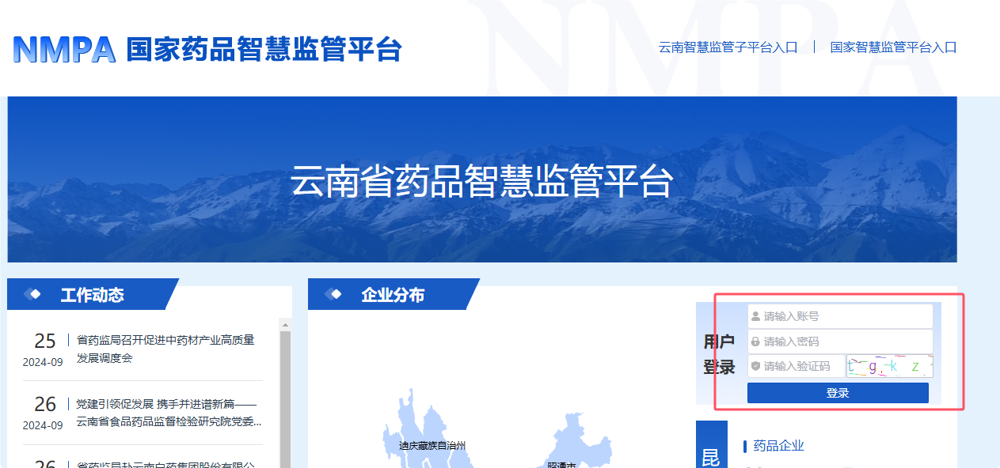 NMPA 国家药品智慧监管平台
云南智慧监管子平台入口 | 国家智慧监管平台入口
NMPA
云南省药品智慧监管平台
工作动态
25
2024-09
省药监局召开促进中药材产业高质量
发展调度会
26
2024-09
党建引领促发展 携手并进谱新篇——
云南省食品药品监督检验研究院党委...
26
省药监局赴云南白药集团股份有限公
企业分布
迪庆藏族自治州
昭通市
用户
登录
请输入账号
请输入密码
请输入验证码
t g k z
登录
昆
药品企业